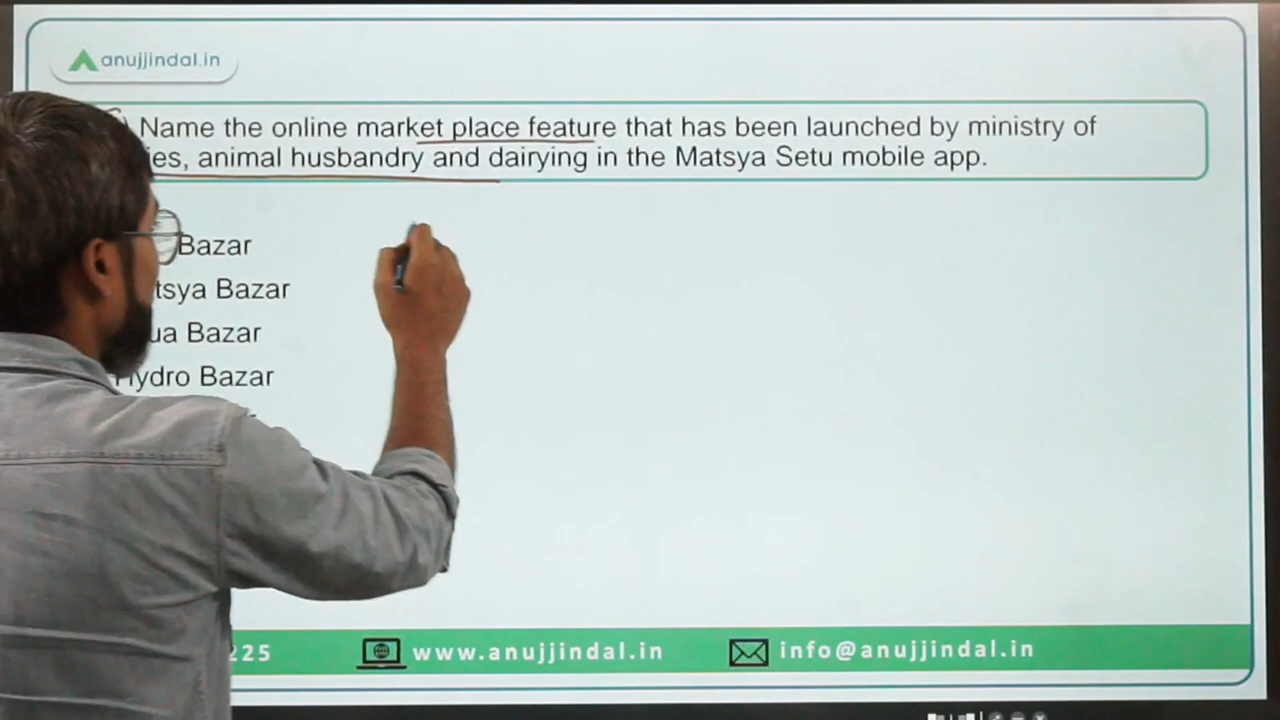 anujjindal.in
Name the online market place feature that has been launched by ministry of
ies, animal husbandry and dairying in the Matsya Setu mobile app.
Bazar
tsya Bazar
ua Bazar
Hydro Bazar
225
www.anujjindal.in
info@anujjindal.in